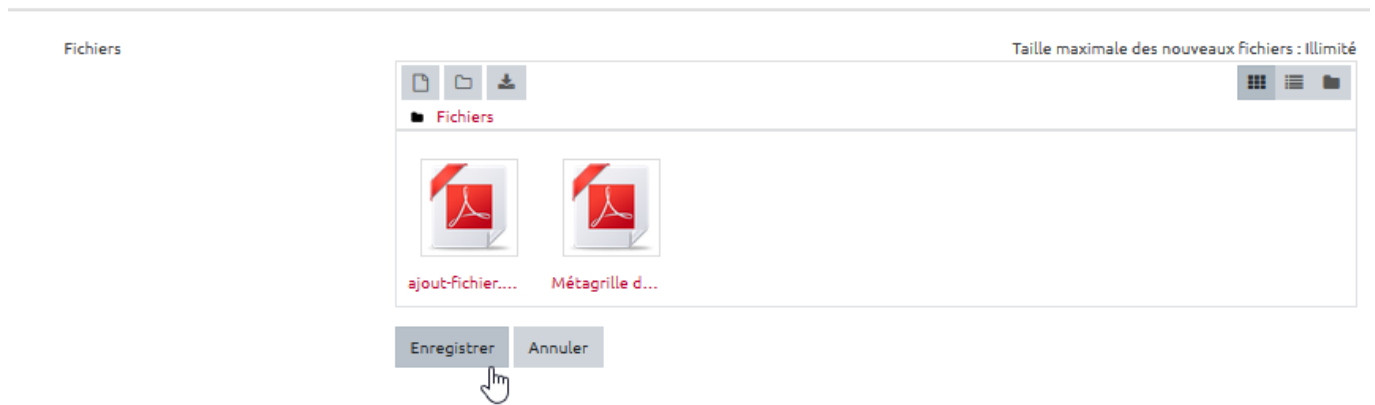 Fichiers
Taille maximale des nouveaux fichiers : Illimité
Fichiers
ajout-fichier.... Métagrille d...
Enregistrer Annuler